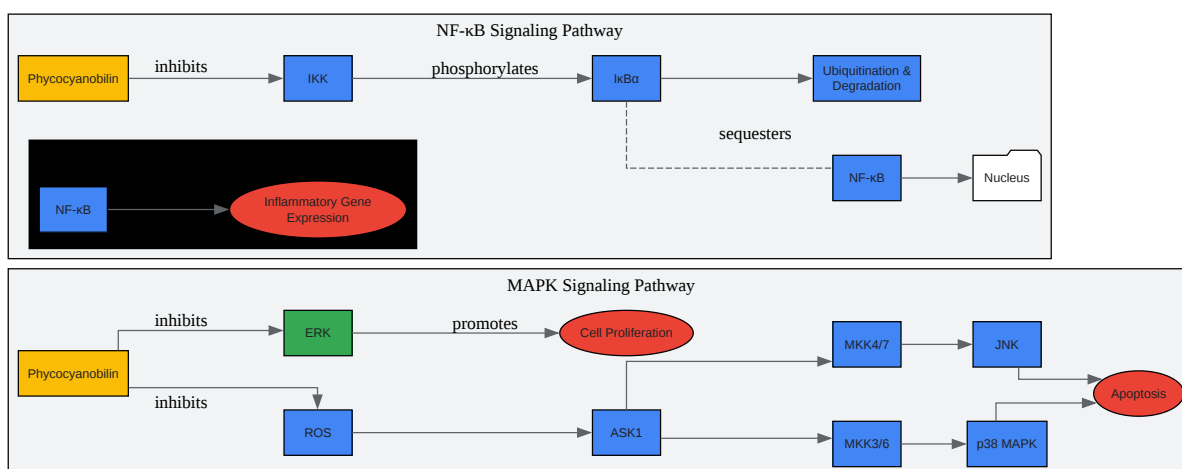 NF-κB Signaling Pathway
Phycocyanobilin
inhibits
IKK
phosphorylates
IκBα
Ubiquitination &
Degradation
sequesters
NF-κB
Nucleus
NF-κB
Inflammatory Gene
Expression
MAPK Signaling Pathway
Phycocyanobilin
inhibits
ERK
promotes
Cell Proliferation
MKK4/7
JNK
Apoptosis
inhibits
ROS
ASK1
MKK3/6
p38 MAPK